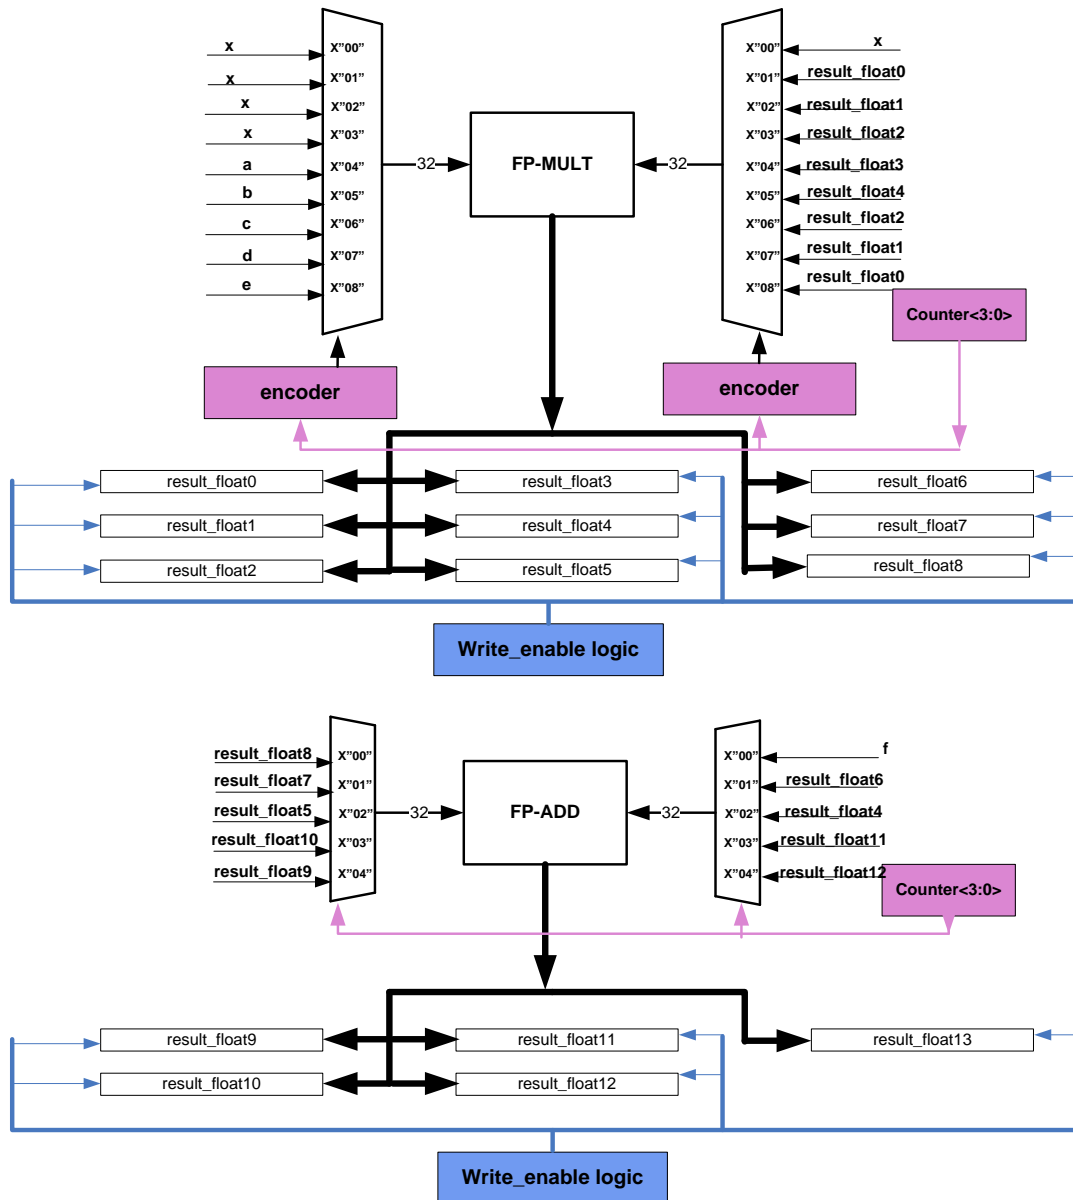 x X"00" X"00" x
x X"01" X"01" result_float0
x X"02" X"02" result_float1
x X"03" 32 FP-MULT 32 X"03" result_float2
a X"04" X"04" result_float3
b X"05" X"05" result_float4
c X"06" X"06" result_float2
d X"07" X"07" result_float1
e X"08" X"08" result_float0
Counter<3:0>
encoder encoder
result_float0 result_float3 result_float6
result_float1 result_float4 result_float7
result_float2 result_float5 result_float8
Write_enable logic
result_float8 X"00" X"00" f
result_float7 X"01" X"01" result_float6
result_float5 X"02" 32 FP-ADD 32 X"02" result_float4
result_float10 X"03" X"03" result_float11
result_float9 X"04" X"04" result_float12
Counter<3:0>
result_float9 result_float11 result_float13
result_float10 result_float12
Write_enable logic